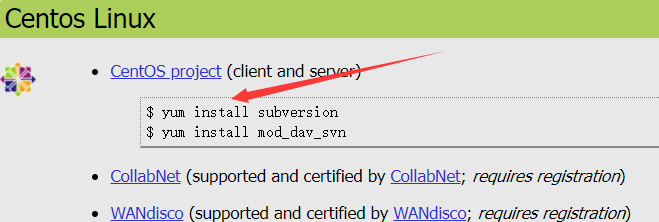 Centos Linux
CentOS project (client and server)
$ yum install subversion
$ yum install mod_dav_svn
CollabNet (supported and certified by CollabNet; requires registration)
WANdisco (supported and certified by WANdisco; requires registration)